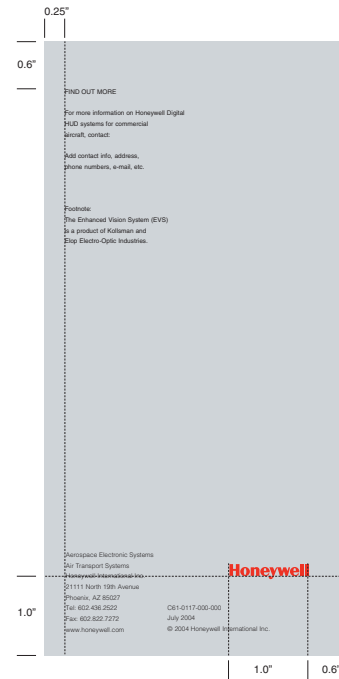 0.25"
0.6"
FIND OUT MORE
For more information on Honeywell Digital
HUD systems for commercial
aircraft, contact:
Add contact info, address,
phone numbers, e-mail, etc.
Footnote:
The Enhanced Vision System (EVS)
is a product of Kollsman and
Elop Electro-Optic Industries.
Aerospace Electronic Systems
Air Transport Systems
Honeywell International Inc.
21111 North 19th Avenue
Phoenix, AZ 85027
Tel: 602.436.2522
Fax: 602.822.7272
www.honeywell.com
C61-0117-000-000
July 2004
© 2004 Honeywell International Inc.
Honeywell
1.0"
1.0"
0.6"